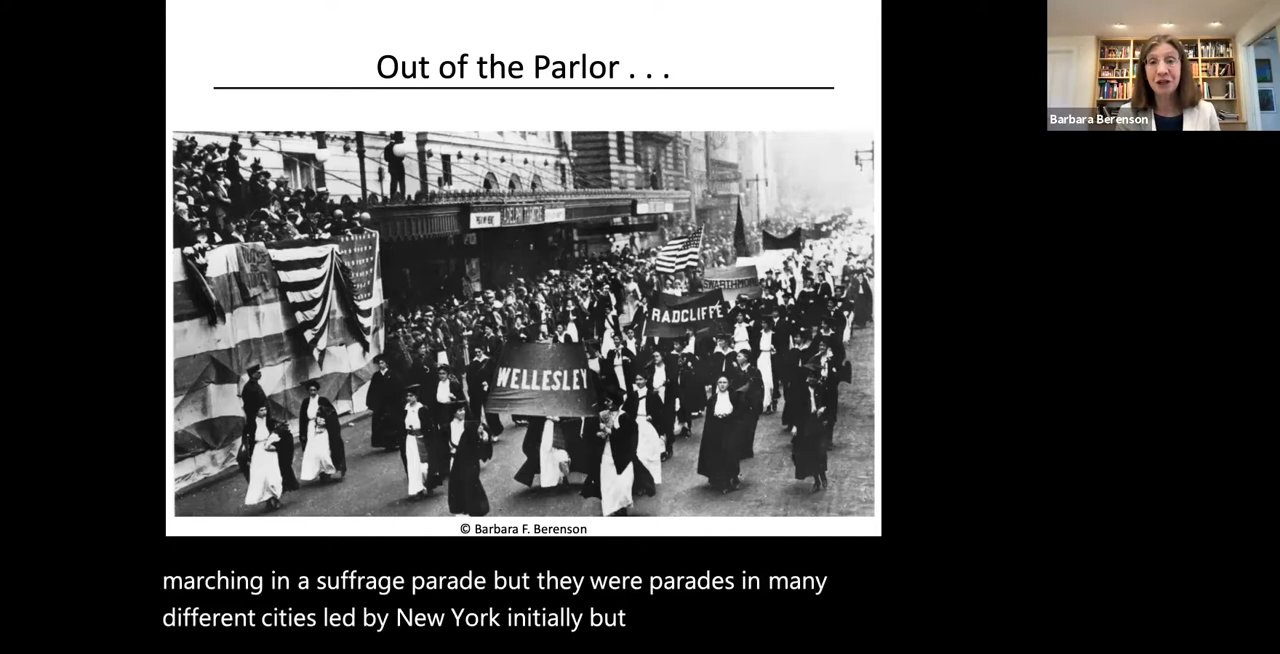 Out of the Parlor . . .
Barbara Berenson
SWARTHMORE
RADCLIFFE
WELLESLEY
© Barbara F. Berenson
marching in a suffrage parade but they were parades in many
different cities led by New York initially but